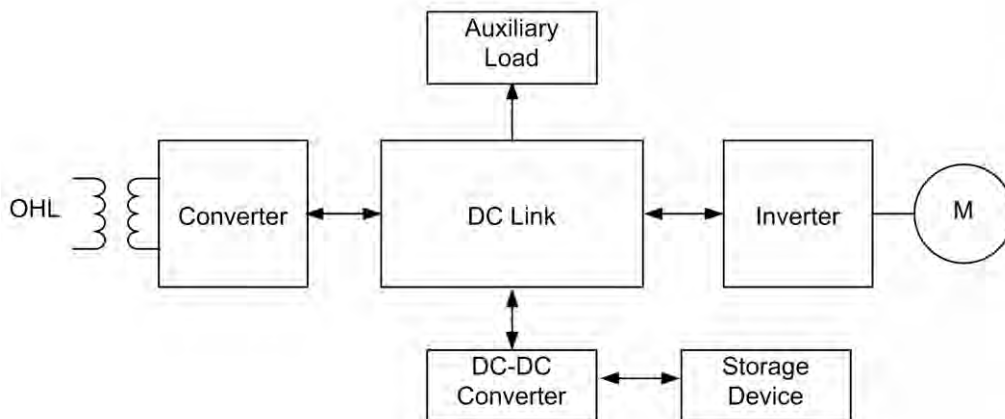 Auxiliary
Load
OHL
Converter
DC Link
Inverter
M
DC-DC
Converter
Storage
Device